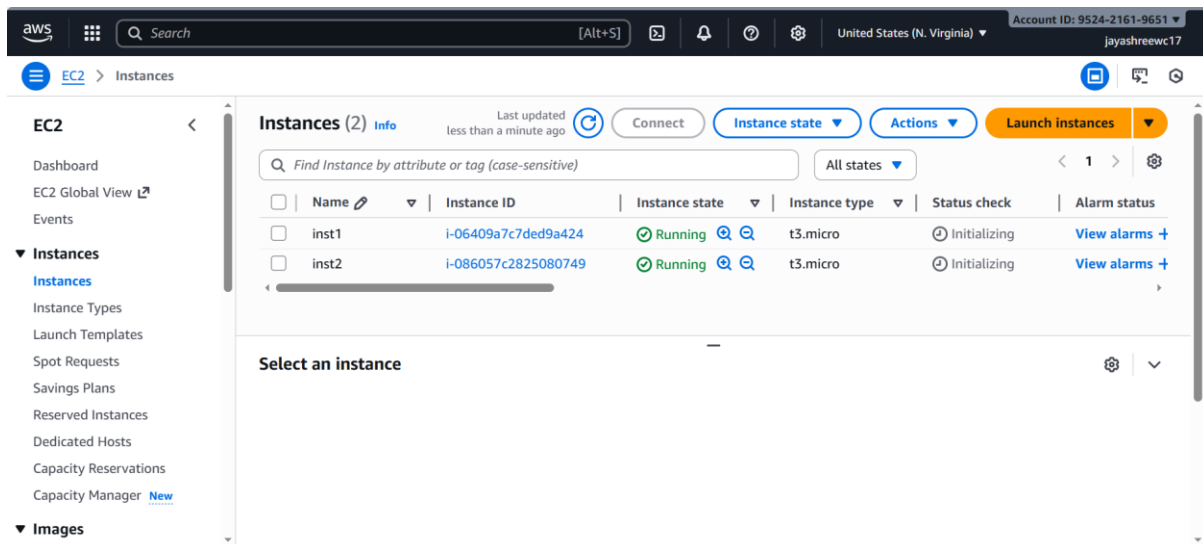 aws
Search [Alt+S]
United States (N. Virginia) ▼
Account ID: 9524-2161-9651 ▼
jayashreewc17
EC2 > Instances
EC2
Dashboard
EC2 Global View
Events
▼ Instances
Instances
Instance Types
Launch Templates
Spot Requests
Savings Plans
Reserved Instances
Dedicated Hosts
Capacity Reservations
Capacity Manager New
▼ Images
Instances (2) Info
Last updated
less than a minute ago
Connect
Instance state ▼
Actions ▼
Launch instances ▼
Find Instance by attribute or tag (case-sensitive)
All states ▼
< 1 >
Name Instance ID Instance state Instance type Status check Alarm status
inst1 i-06409a7c7ded9a424 Running t3.micro Initializing View alarms +
inst2 i-086057c2825080749 Running t3.micro Initializing View alarms +
Select an instance